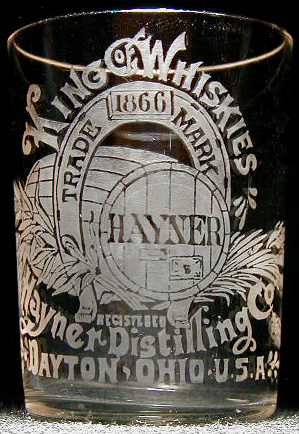 KING OF WHISKIES
1866
TRADE MARK
HAYNER
REGISTERED
Hayner Distilling Co
DAYTON, OHIO. U.S.A.